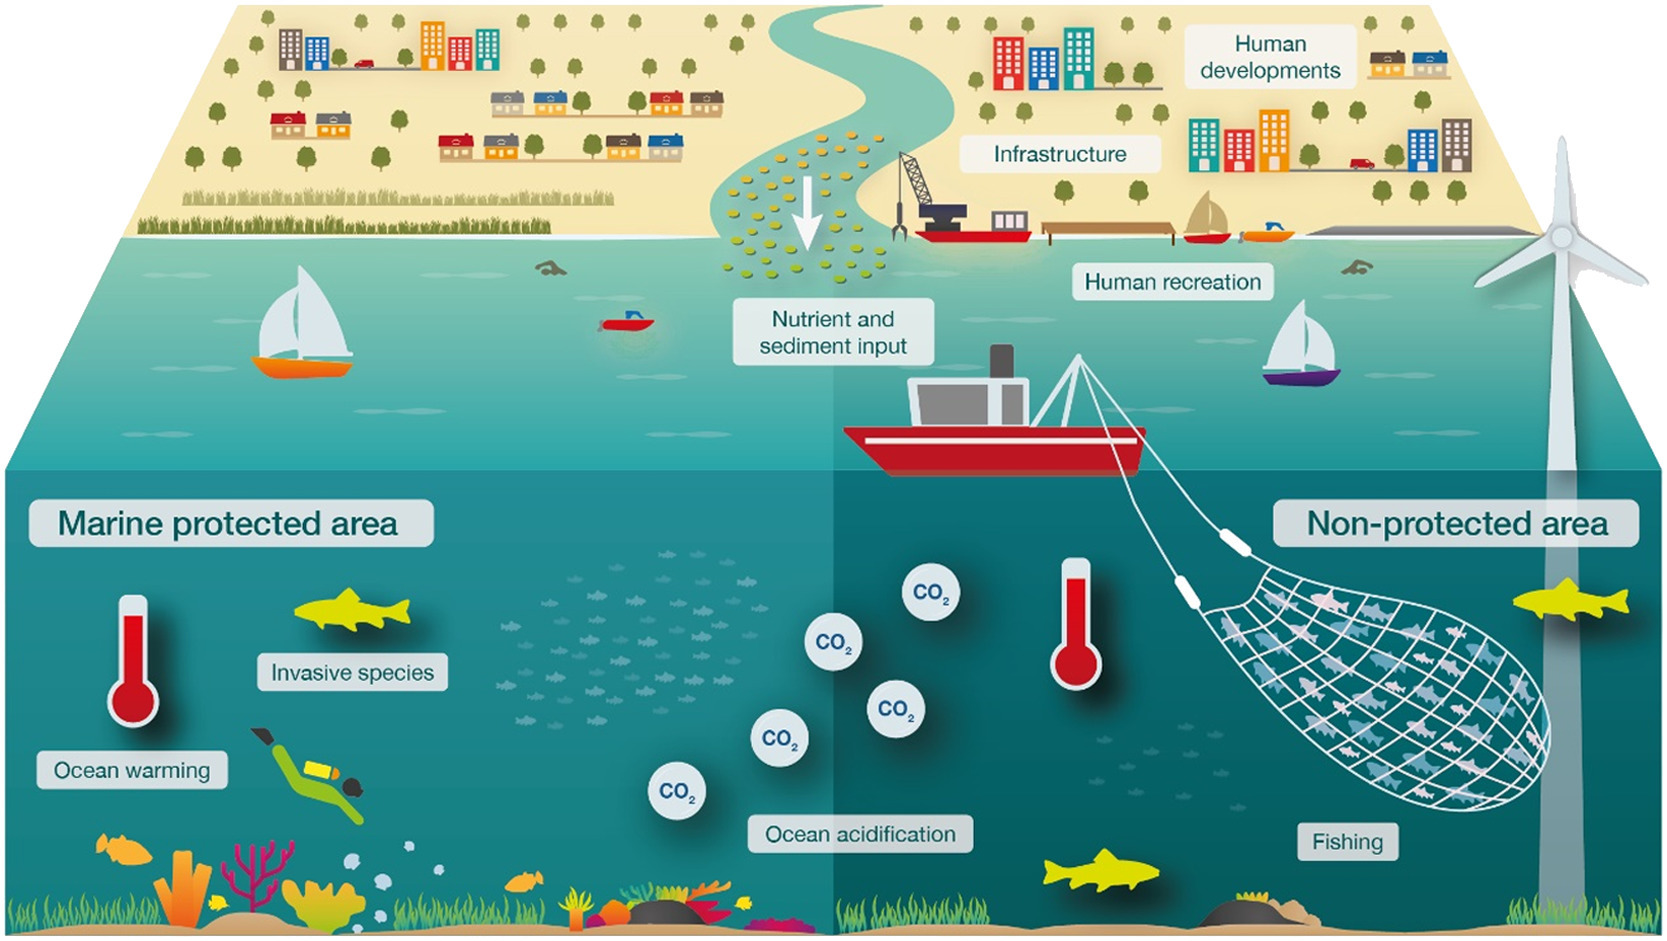 Human
developments
Infrastructure
Human recreation
Nutrient and
sediment input
Marine protected area
Non-protected area
CO₂
CO₂
CO₂
CO₂
CO₂
Invasive species
Ocean warming
Ocean acidification
Fishing